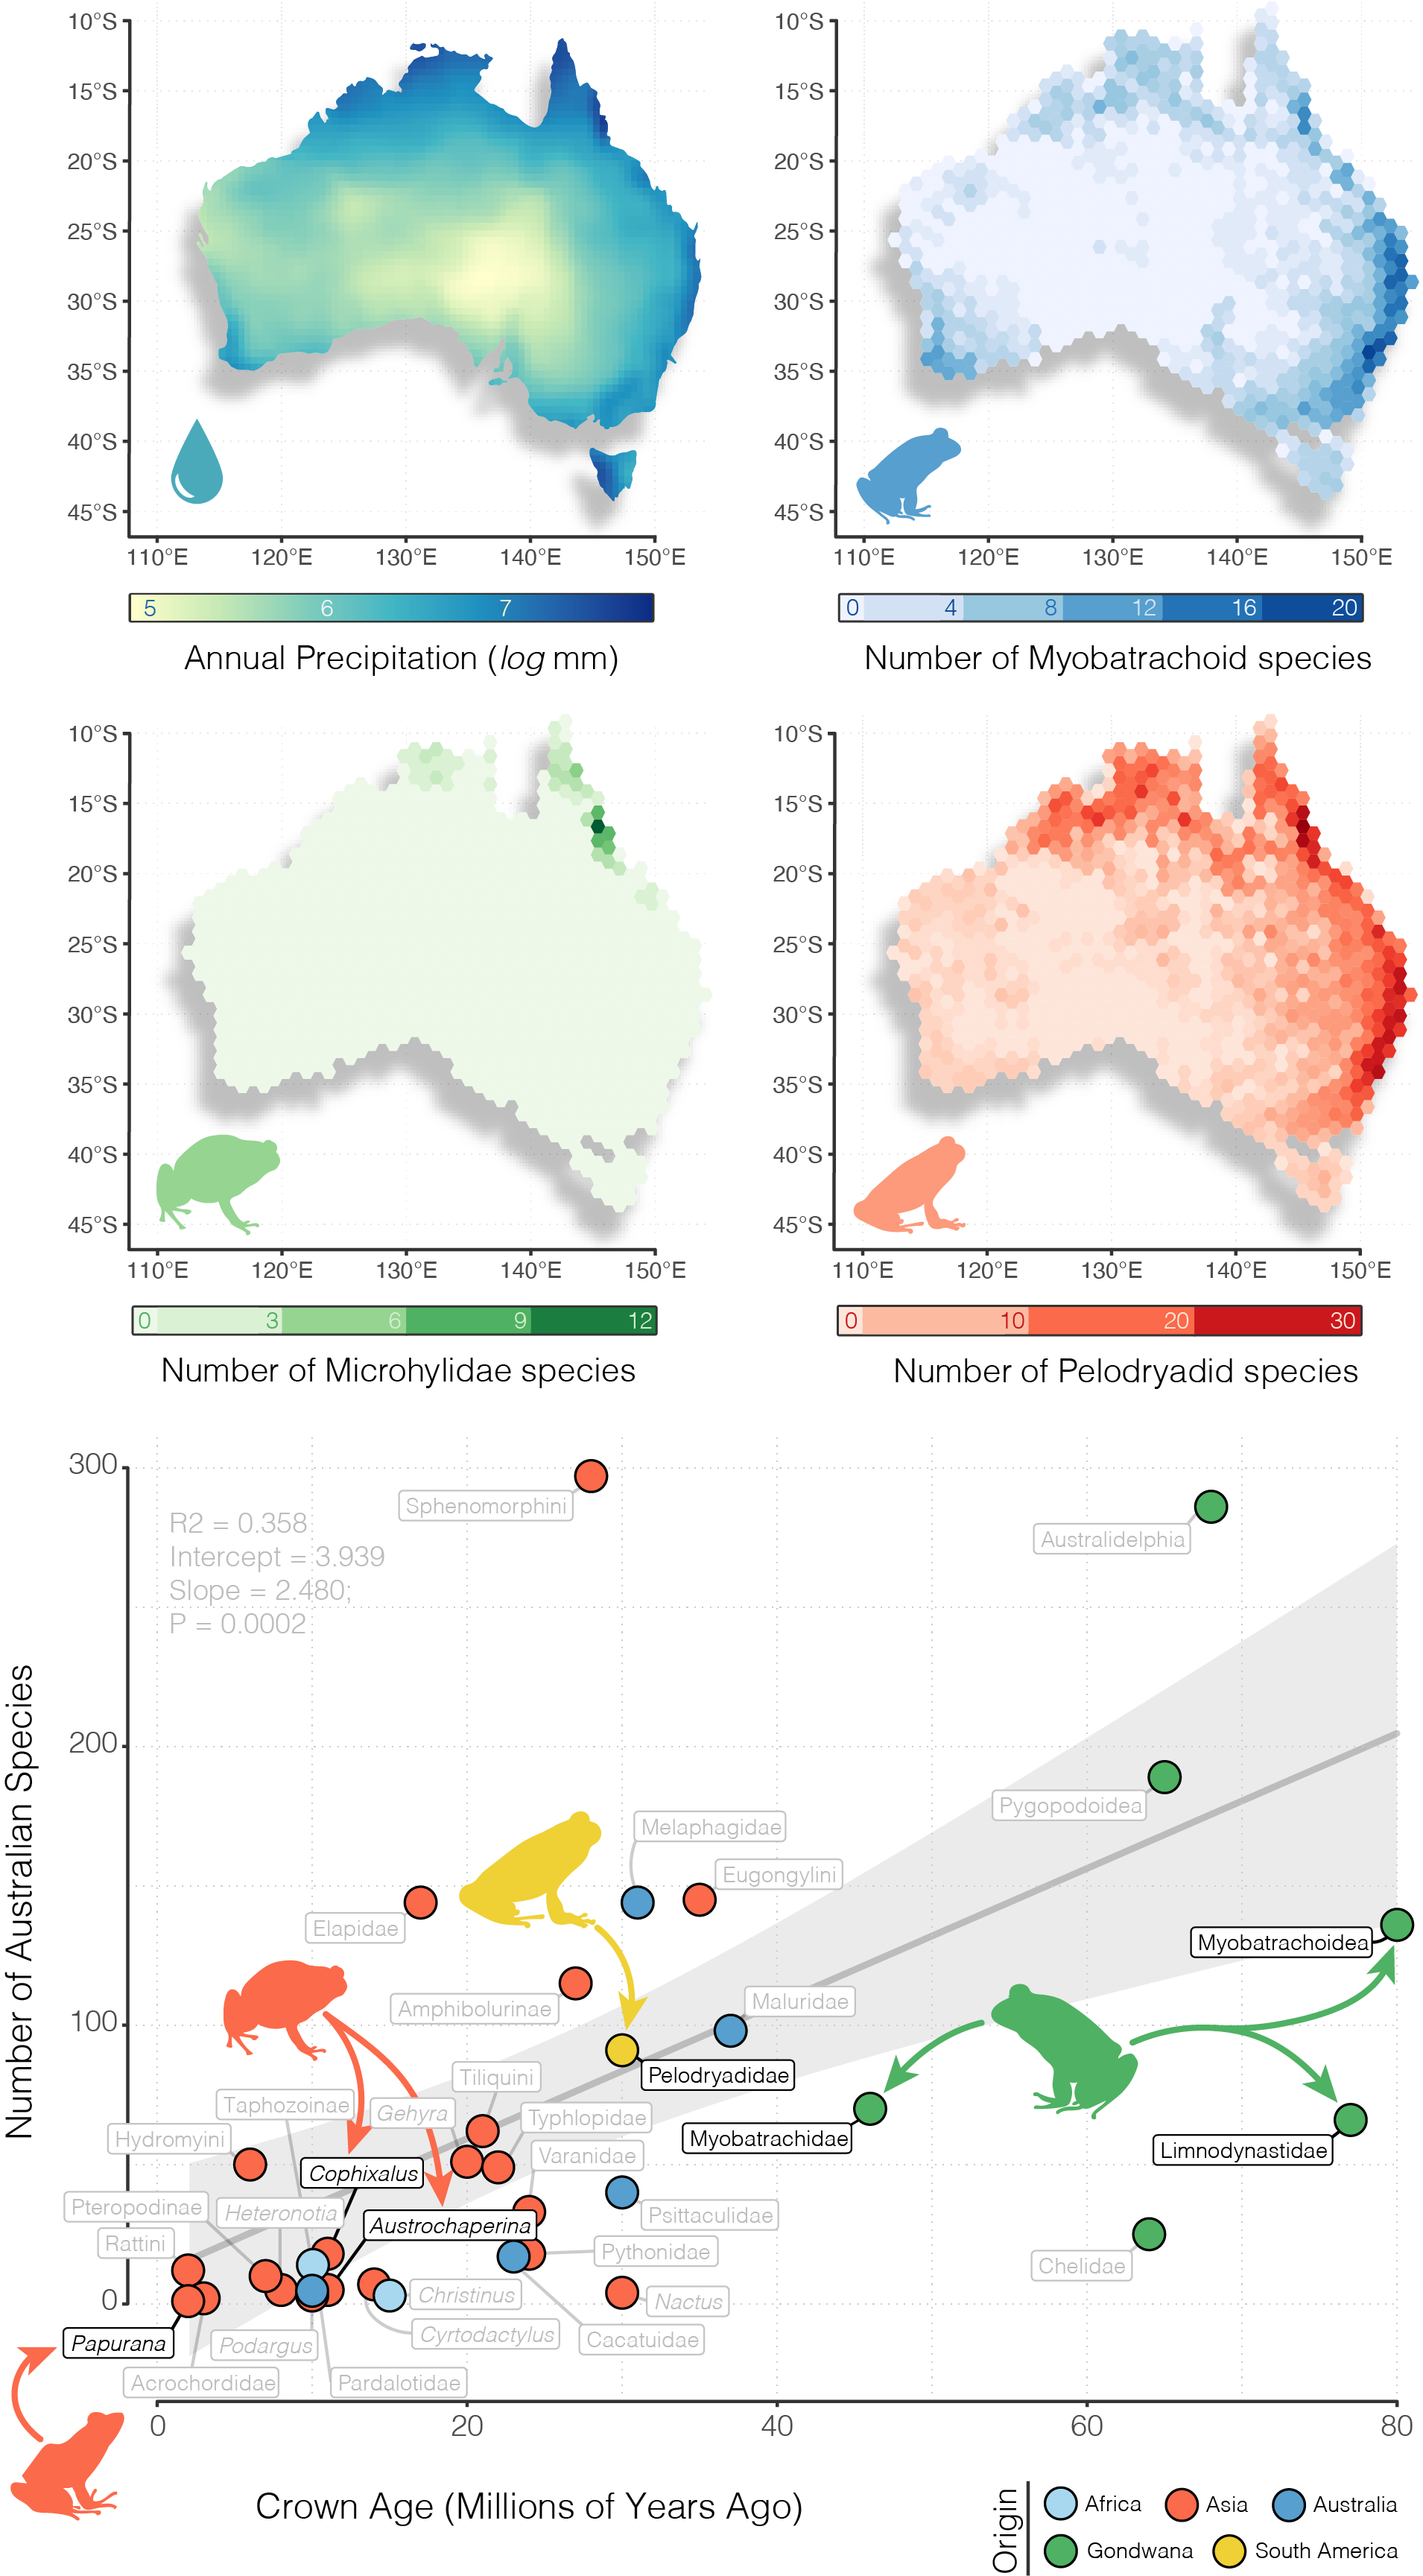 10°S
15°S
20°S
25°S
30°S
35°S
40°S
45°S
110°E 120°E 130°E 140°E 150°E
5 6 7
Annual Precipitation (log mm)
10°S
15°S
20°S
25°S
30°S
35°S
40°S
45°S
110°E 120°E 130°E 140°E 150°E
0 4 8 12 16 20
Number of Myobatrachoid species
10°S
15°S
20°S
25°S
30°S
35°S
40°S
45°S
110°E 120°E 130°E 140°E 150°E
0 3 6 9 12
Number of Microhylidae species
10°S
15°S
20°S
25°S
30°S
35°S
40°S
45°S
110°E 120°E 130°E 140°E 150°E
0 10 20 30
Number of Pelodryadid species
Number of Australian Species
300
200
100
0
R2 = 0.358
Intercept = 3.939
Slope = 2.480;
P = 0.0002
Sphenomorphini
Australidelphia
Pygopodoidea
Melaphagidae
Eugongylini
Elapidae
Myobatrachoidea
Amphibolurinae
Maluridae
Pelodryadidae
Tiliquini
Taphozoinae
Gehyra
Typhlopidae
Hydromyini
Myobatrachidae
Limnodynastidae
Varanidae
Cophixalus
Pteropodinae
Heteronotia
Psittaculidae
Austrochaperina
Rattini
Pythonidae
Chelidae
Christinus
Nactus
Papurana
Podargus
Cyrtodactylus
Cacatuidae
Acrochordidae
Pardalotidae
0 20 40 60 80
Crown Age (Millions of Years Ago)
Origin
Africa Asia Australia
Gondwana South America